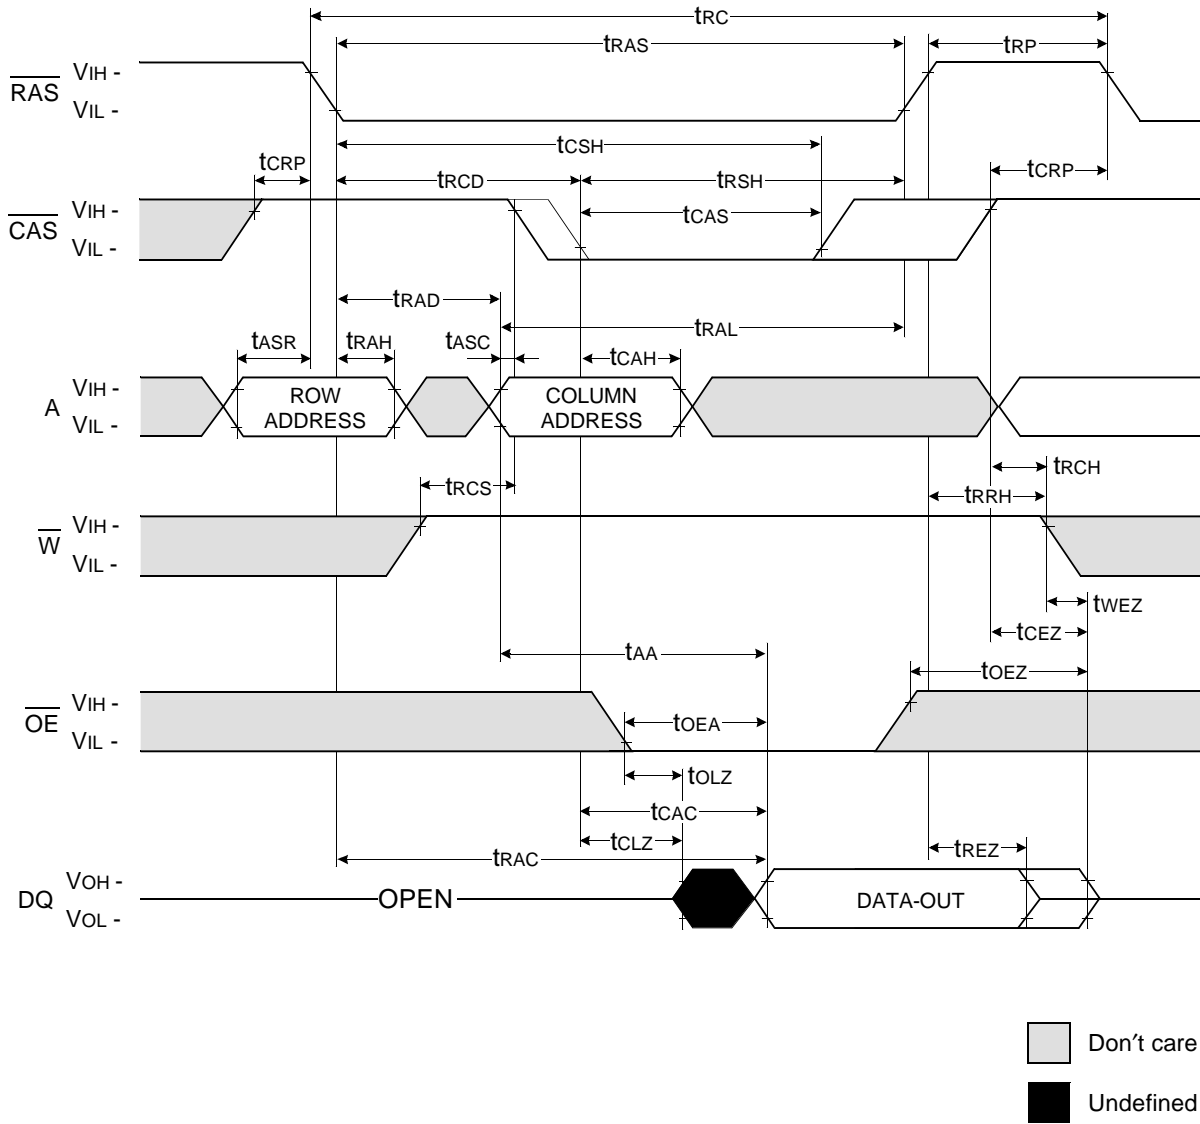 tRC
tRAS
tRP
RAS
VIH -
VIL -
tCSH
tCRP
tRCD
tRSH
tCRP
CAS
VIH -
VIL -
tCAS
tRAD
tRAL
tASR
tRAH
tASC
tCAH
A
VIH -
VIL -
ROW
ADDRESS
COLUMN
ADDRESS
tRCH
tRCS
tRRH
W
VIH -
VIL -
tWEZ
tCEZ
tAA
tOEZ
OE
VIH -
VIL -
tOEA
tOLZ
tCAC
tCLZ
tREZ
tRAC
DQ
VOH -
VOL -
OPEN
DATA-OUT
Don't care
Undefined